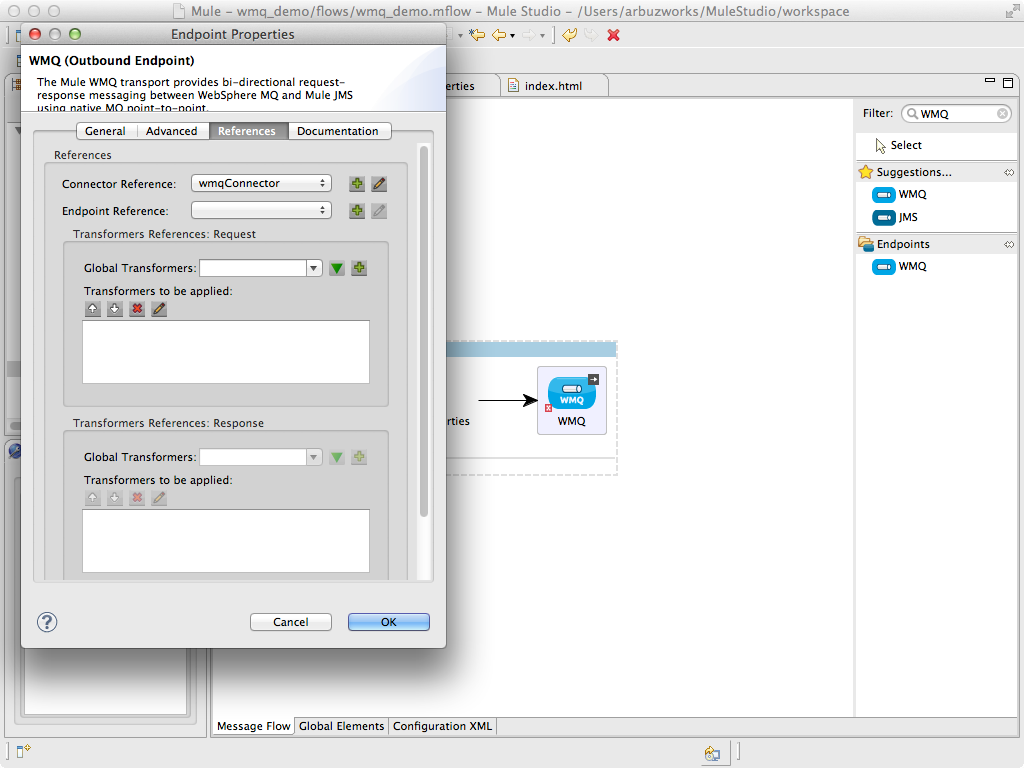 Mule – wmq_demo/flows/wmq_demo.mflow – Mule Studio – /Users/arbuzworks/MuleStudio/workspace
Endpoint Properties
WMQ (Outbound Endpoint)
The Mule WMQ transport provides bi-directional request-
response messaging between WebSphere MQ and Mule JMS
using native MQ point-to-point.
General
Advanced
References
Documentation
References
Connector Reference:
wmqConnector
Endpoint Reference:
Transformers References: Request
Global Transformers:
Transformers to be applied:
Transformers References: Response
Global Transformers:
Transformers to be applied:
?
Cancel
OK
erties
index.html
rties
WMQ
WMQ
Filter:
WMQ
Select
Suggestions...
WMQ
JMS
Endpoints
WMQ
Message Flow
Global Elements
Configuration XML